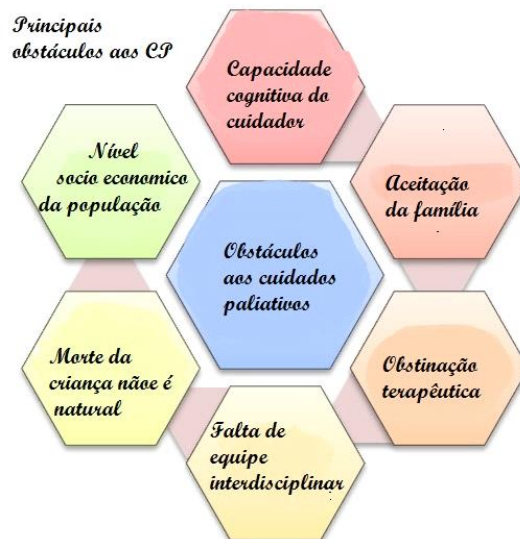 Principais
obstáculos aos CP
Capacidade
cognitiva do
cuidador
Aceitação
da família
Obstinação
terapêutica
Falta de
equipe
interdisciplinar
Morte da
criança nãoe é
natural
Nível
socio economico
da população
Obstáculos
aos cuidados
paliativos